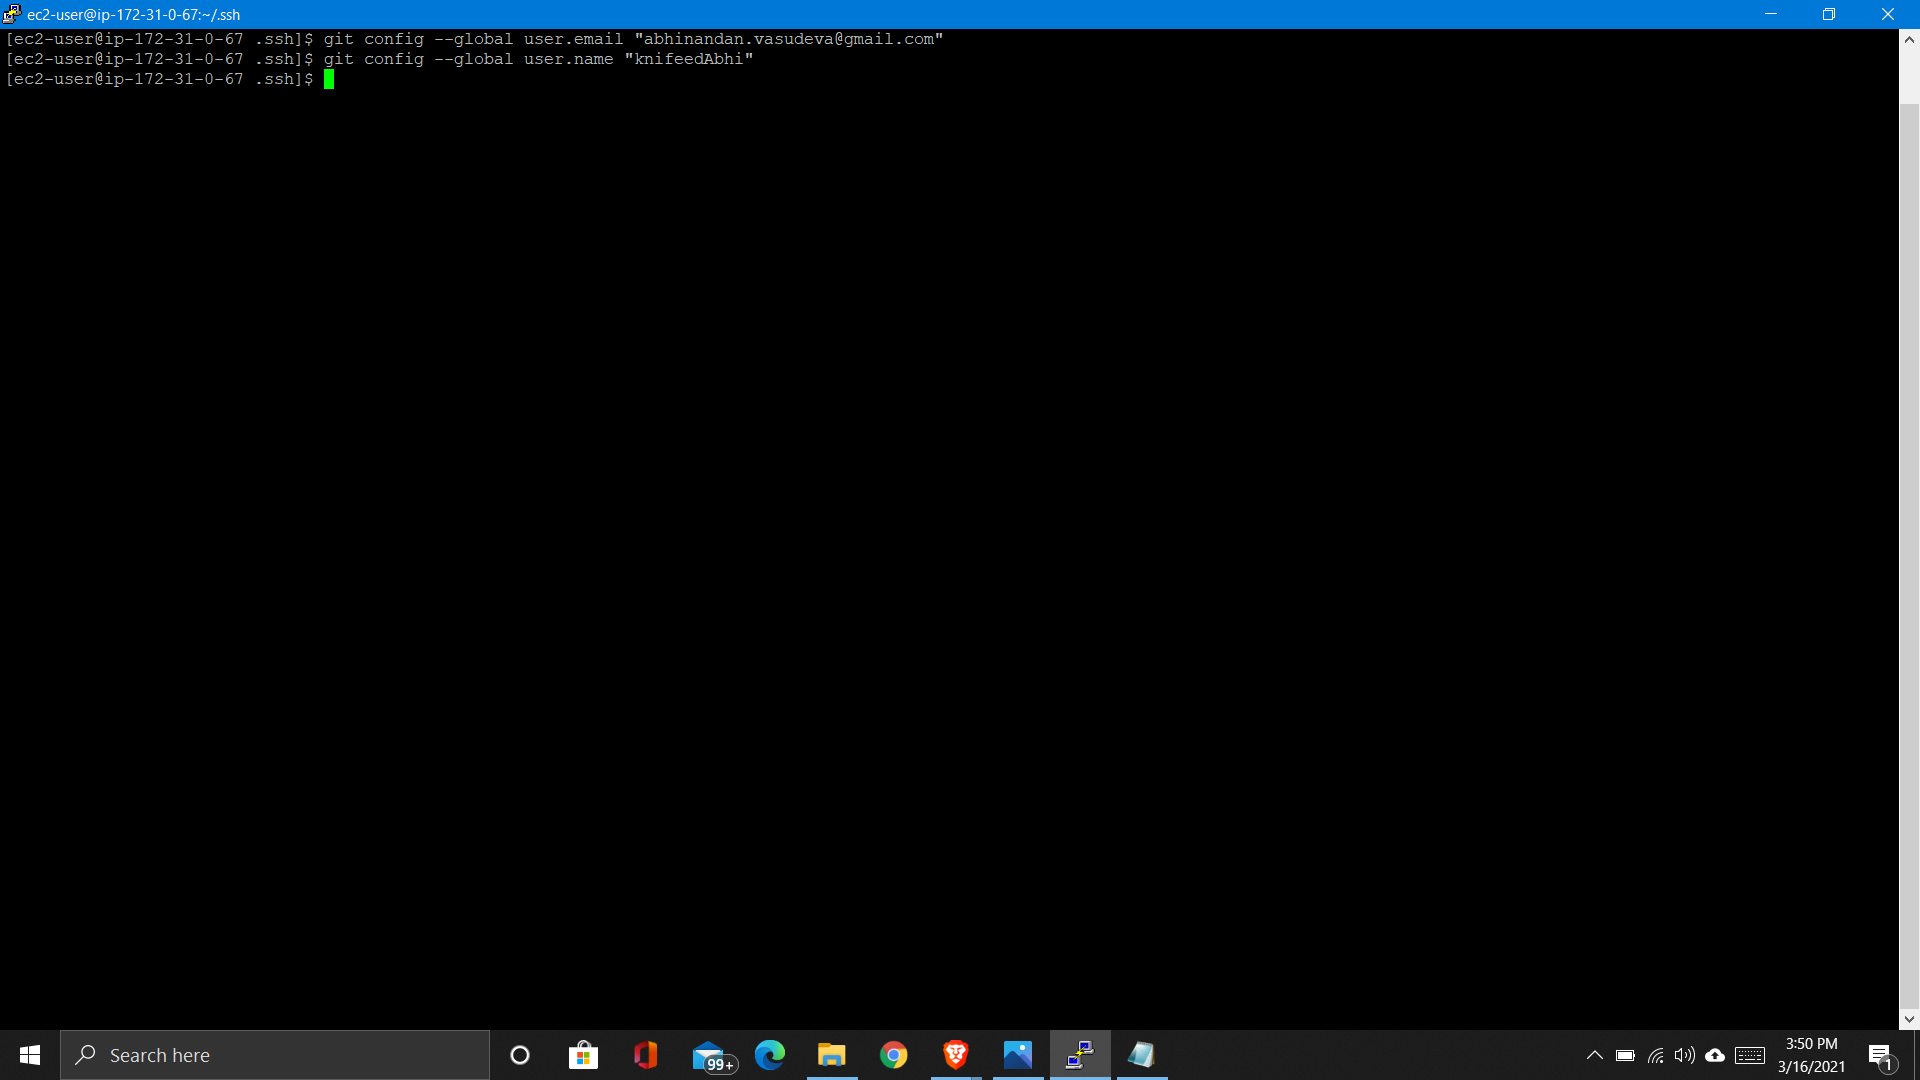 ec2-user@ip-172-31-0-67:~/.ssh
[ec2-user@ip-172-31-0-67 .ssh]$ git config --global user.email "abhinandan.vasudeva@gmail.com"
[ec2-user@ip-172-31-0-67 .ssh]$ git config --global user.name "knifeedAbhi"
[ec2-user@ip-172-31-0-67 .ssh]$
Search here
99+
3:50 PM
3/16/2021
1